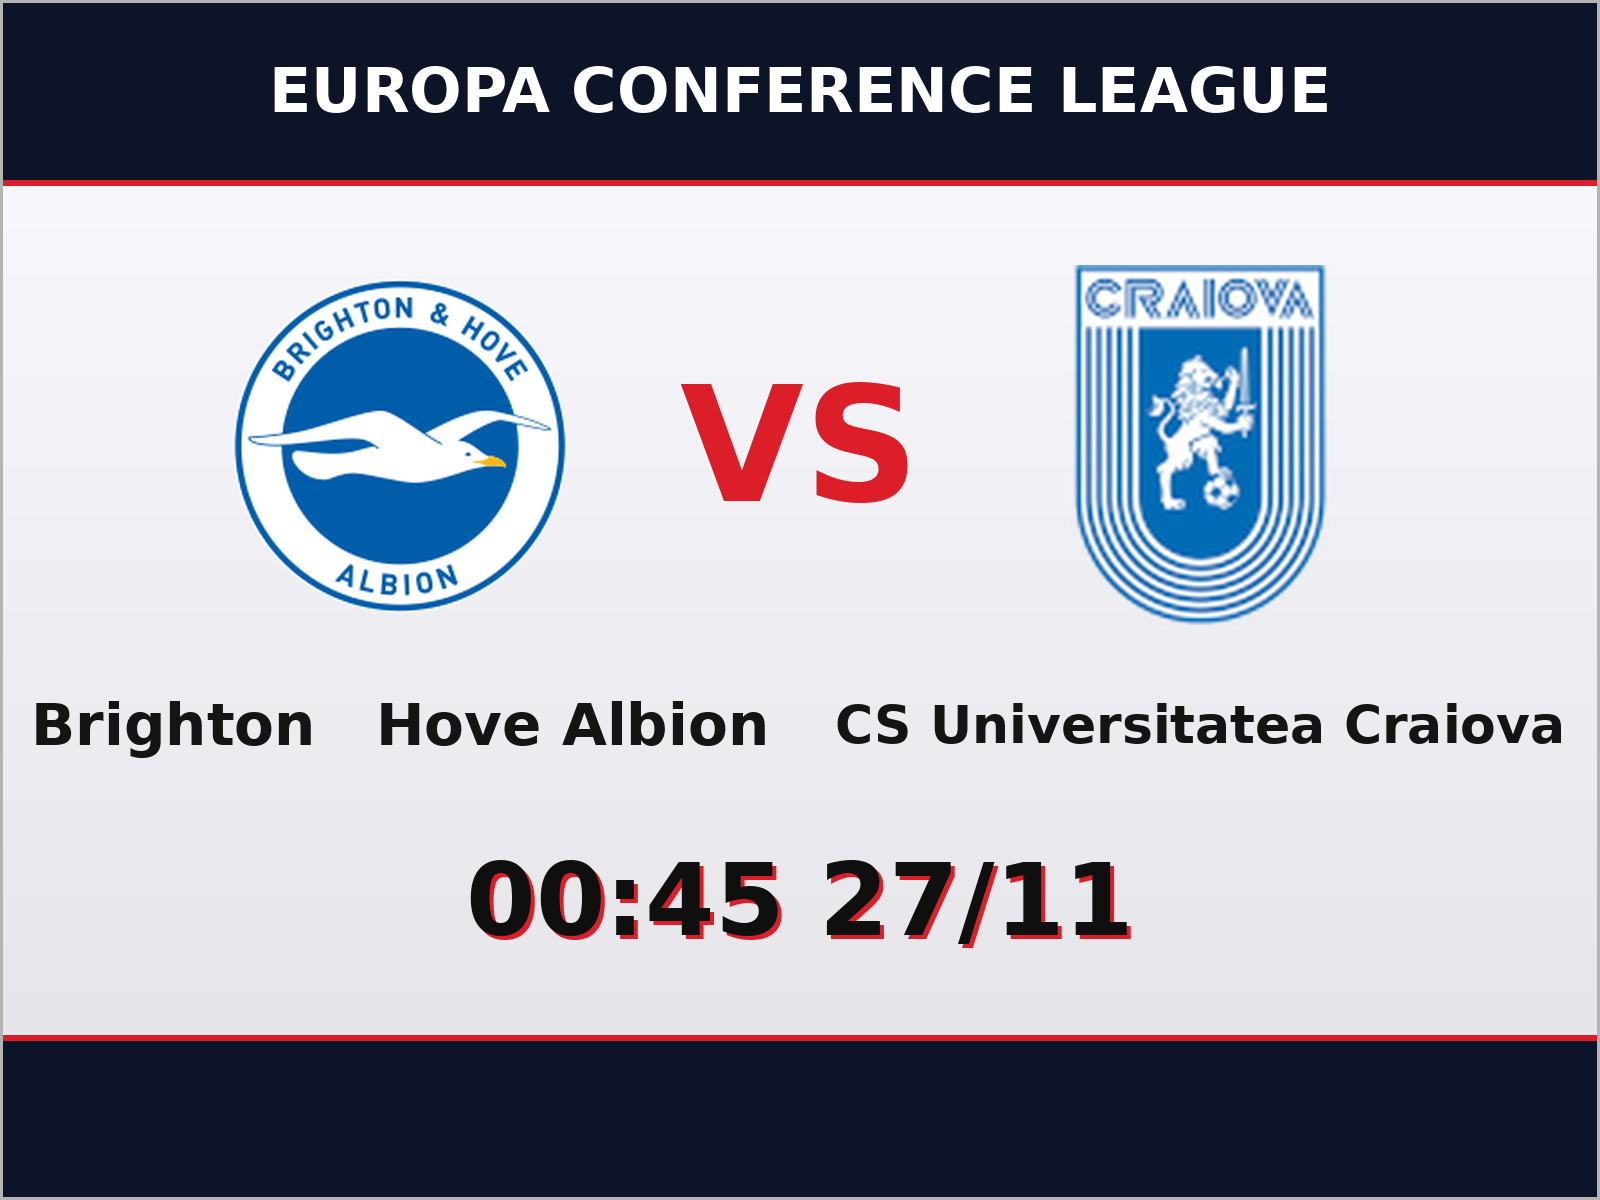 EUROPA CONFERENCE LEAGUE
BRIGHTON & HOVE
ALBION
VS
CRAIOVA
Brighton Hove Albion
CS Universitatea Craiova
00:45 27/11